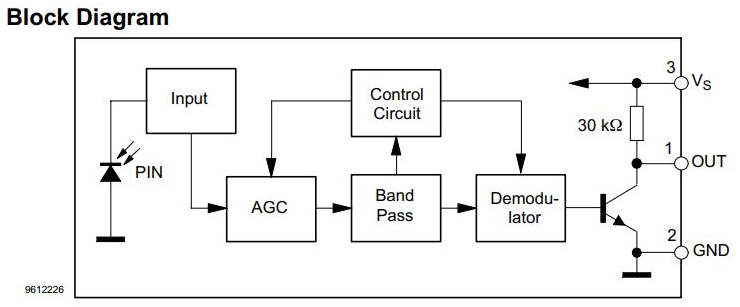 Block Diagram
3
VS
Input
Control
Circuit
30 kΩ
1
OUT
PIN
AGC
Band
Pass
Demodu-
lator
2
GND
9612226